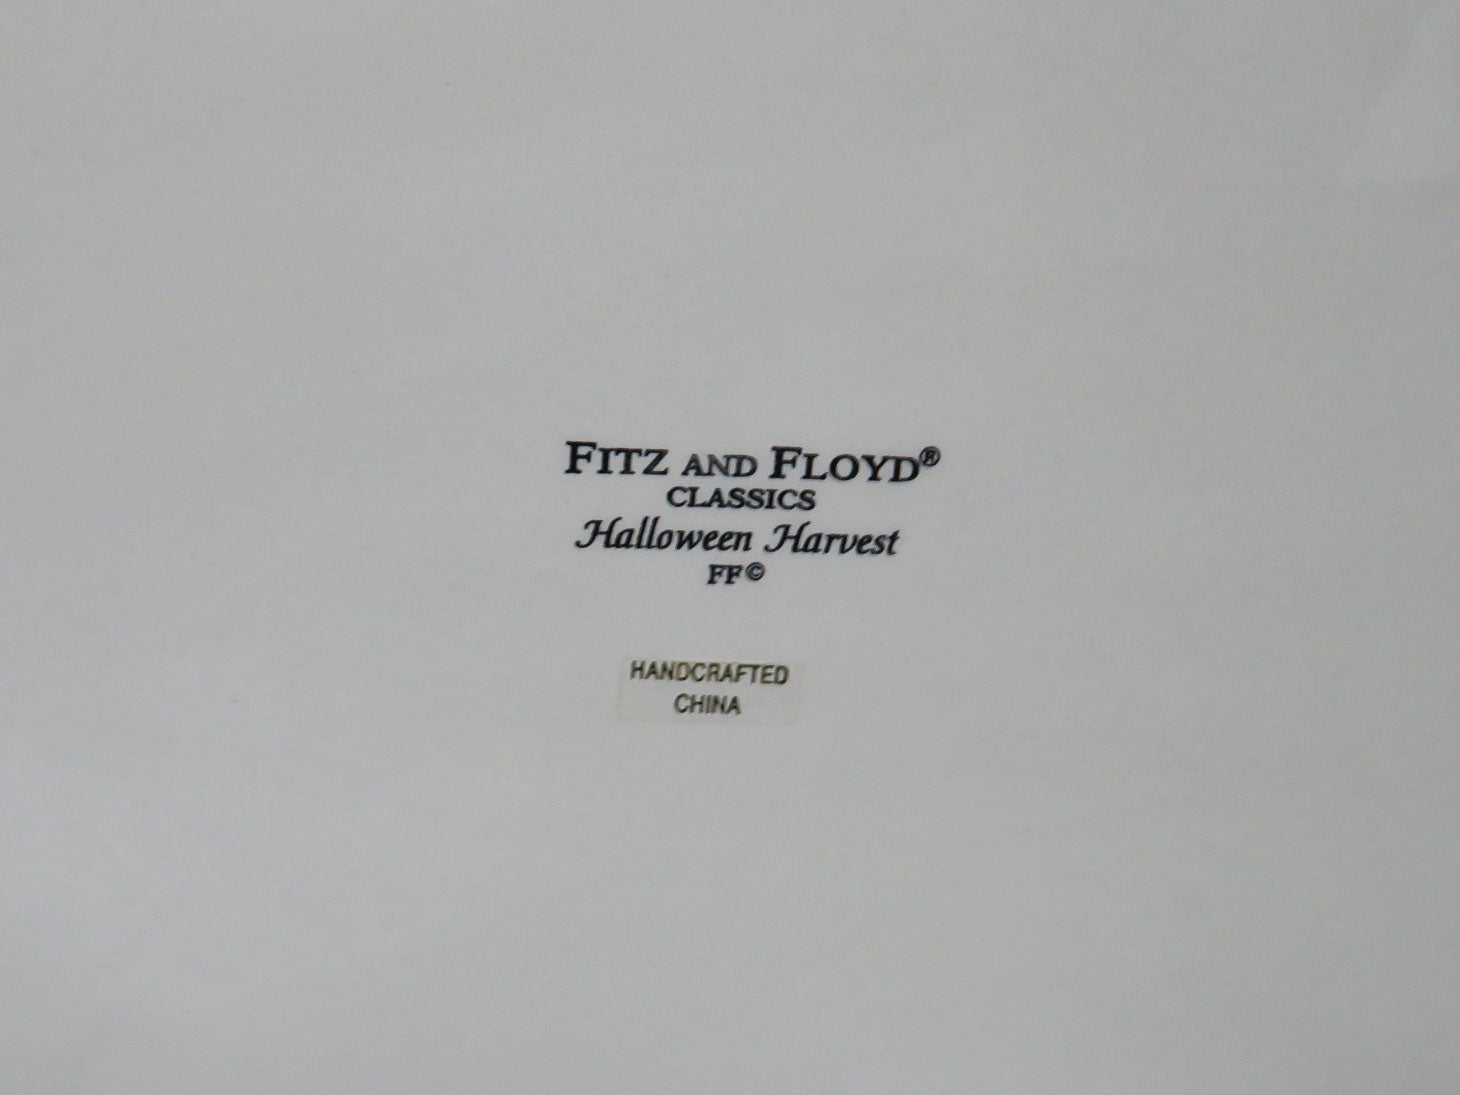 FITZ AND FLOYD®
CLASSICS
Halloween Harvest
FF©
HANDCRAFTED
CHINA